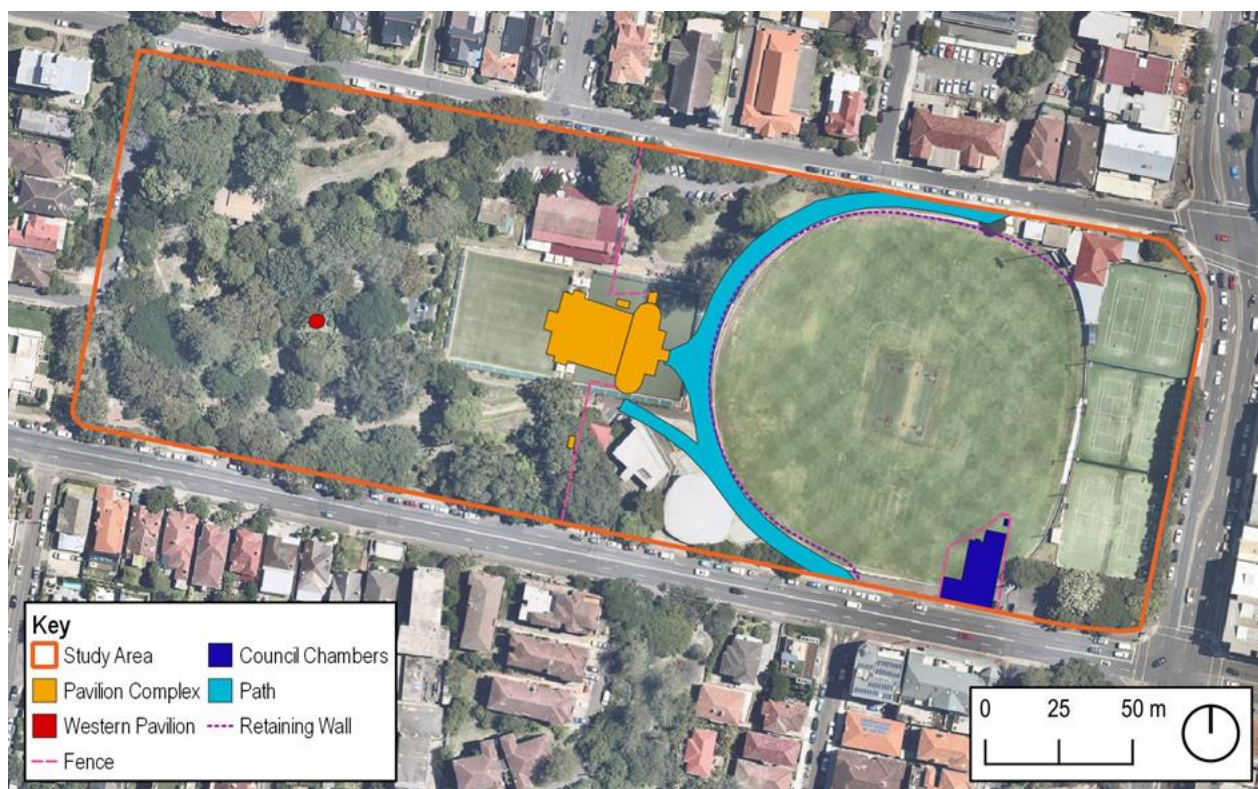 Key
Study Area
Council Chambers
Pavilion Complex
Path
Western Pavilion
Retaining Wall
Fence
0 25 50 m